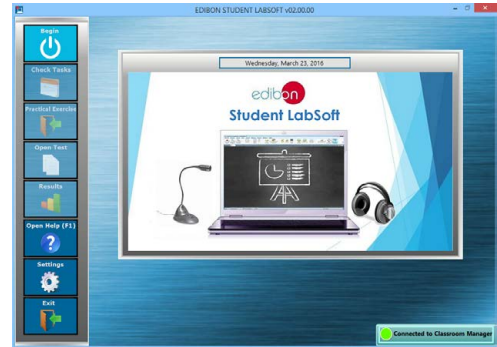 EDIBON STUDENT LABSOFT v02.00.00
Begin
Check Tasks
Practical Exercise
Open Text
Results
Open Help (F1)
?
Settings
Exit
Wednesday, March 23, 2016
edibon
Student LabSoft
Connected to Classroom Manager